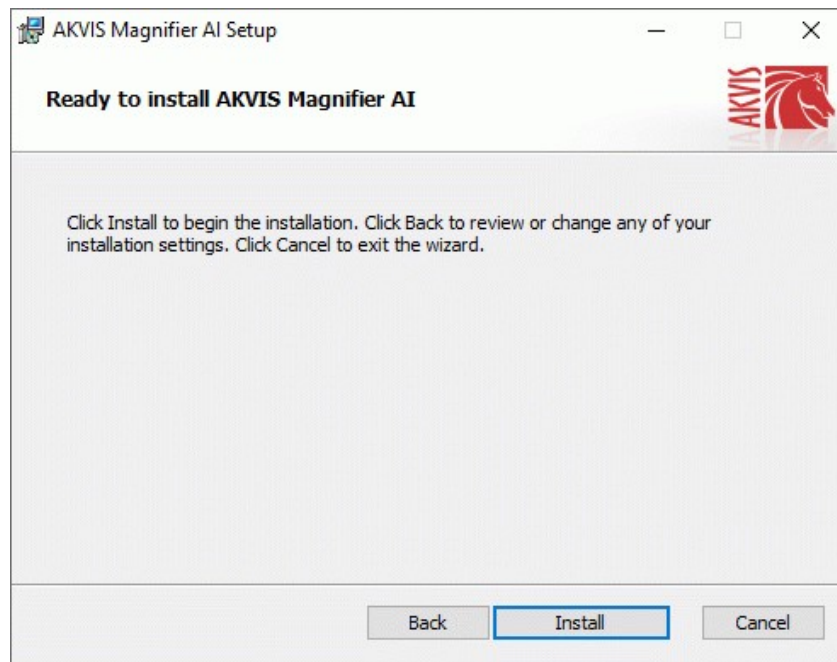 AKVIS Magnifier AI Setup
Ready to install AKVIS Magnifier AI
AKVIS
Click Install to begin the installation. Click Back to review or change any of your
installation settings. Click Cancel to exit the wizard.
Back
Install
Cancel